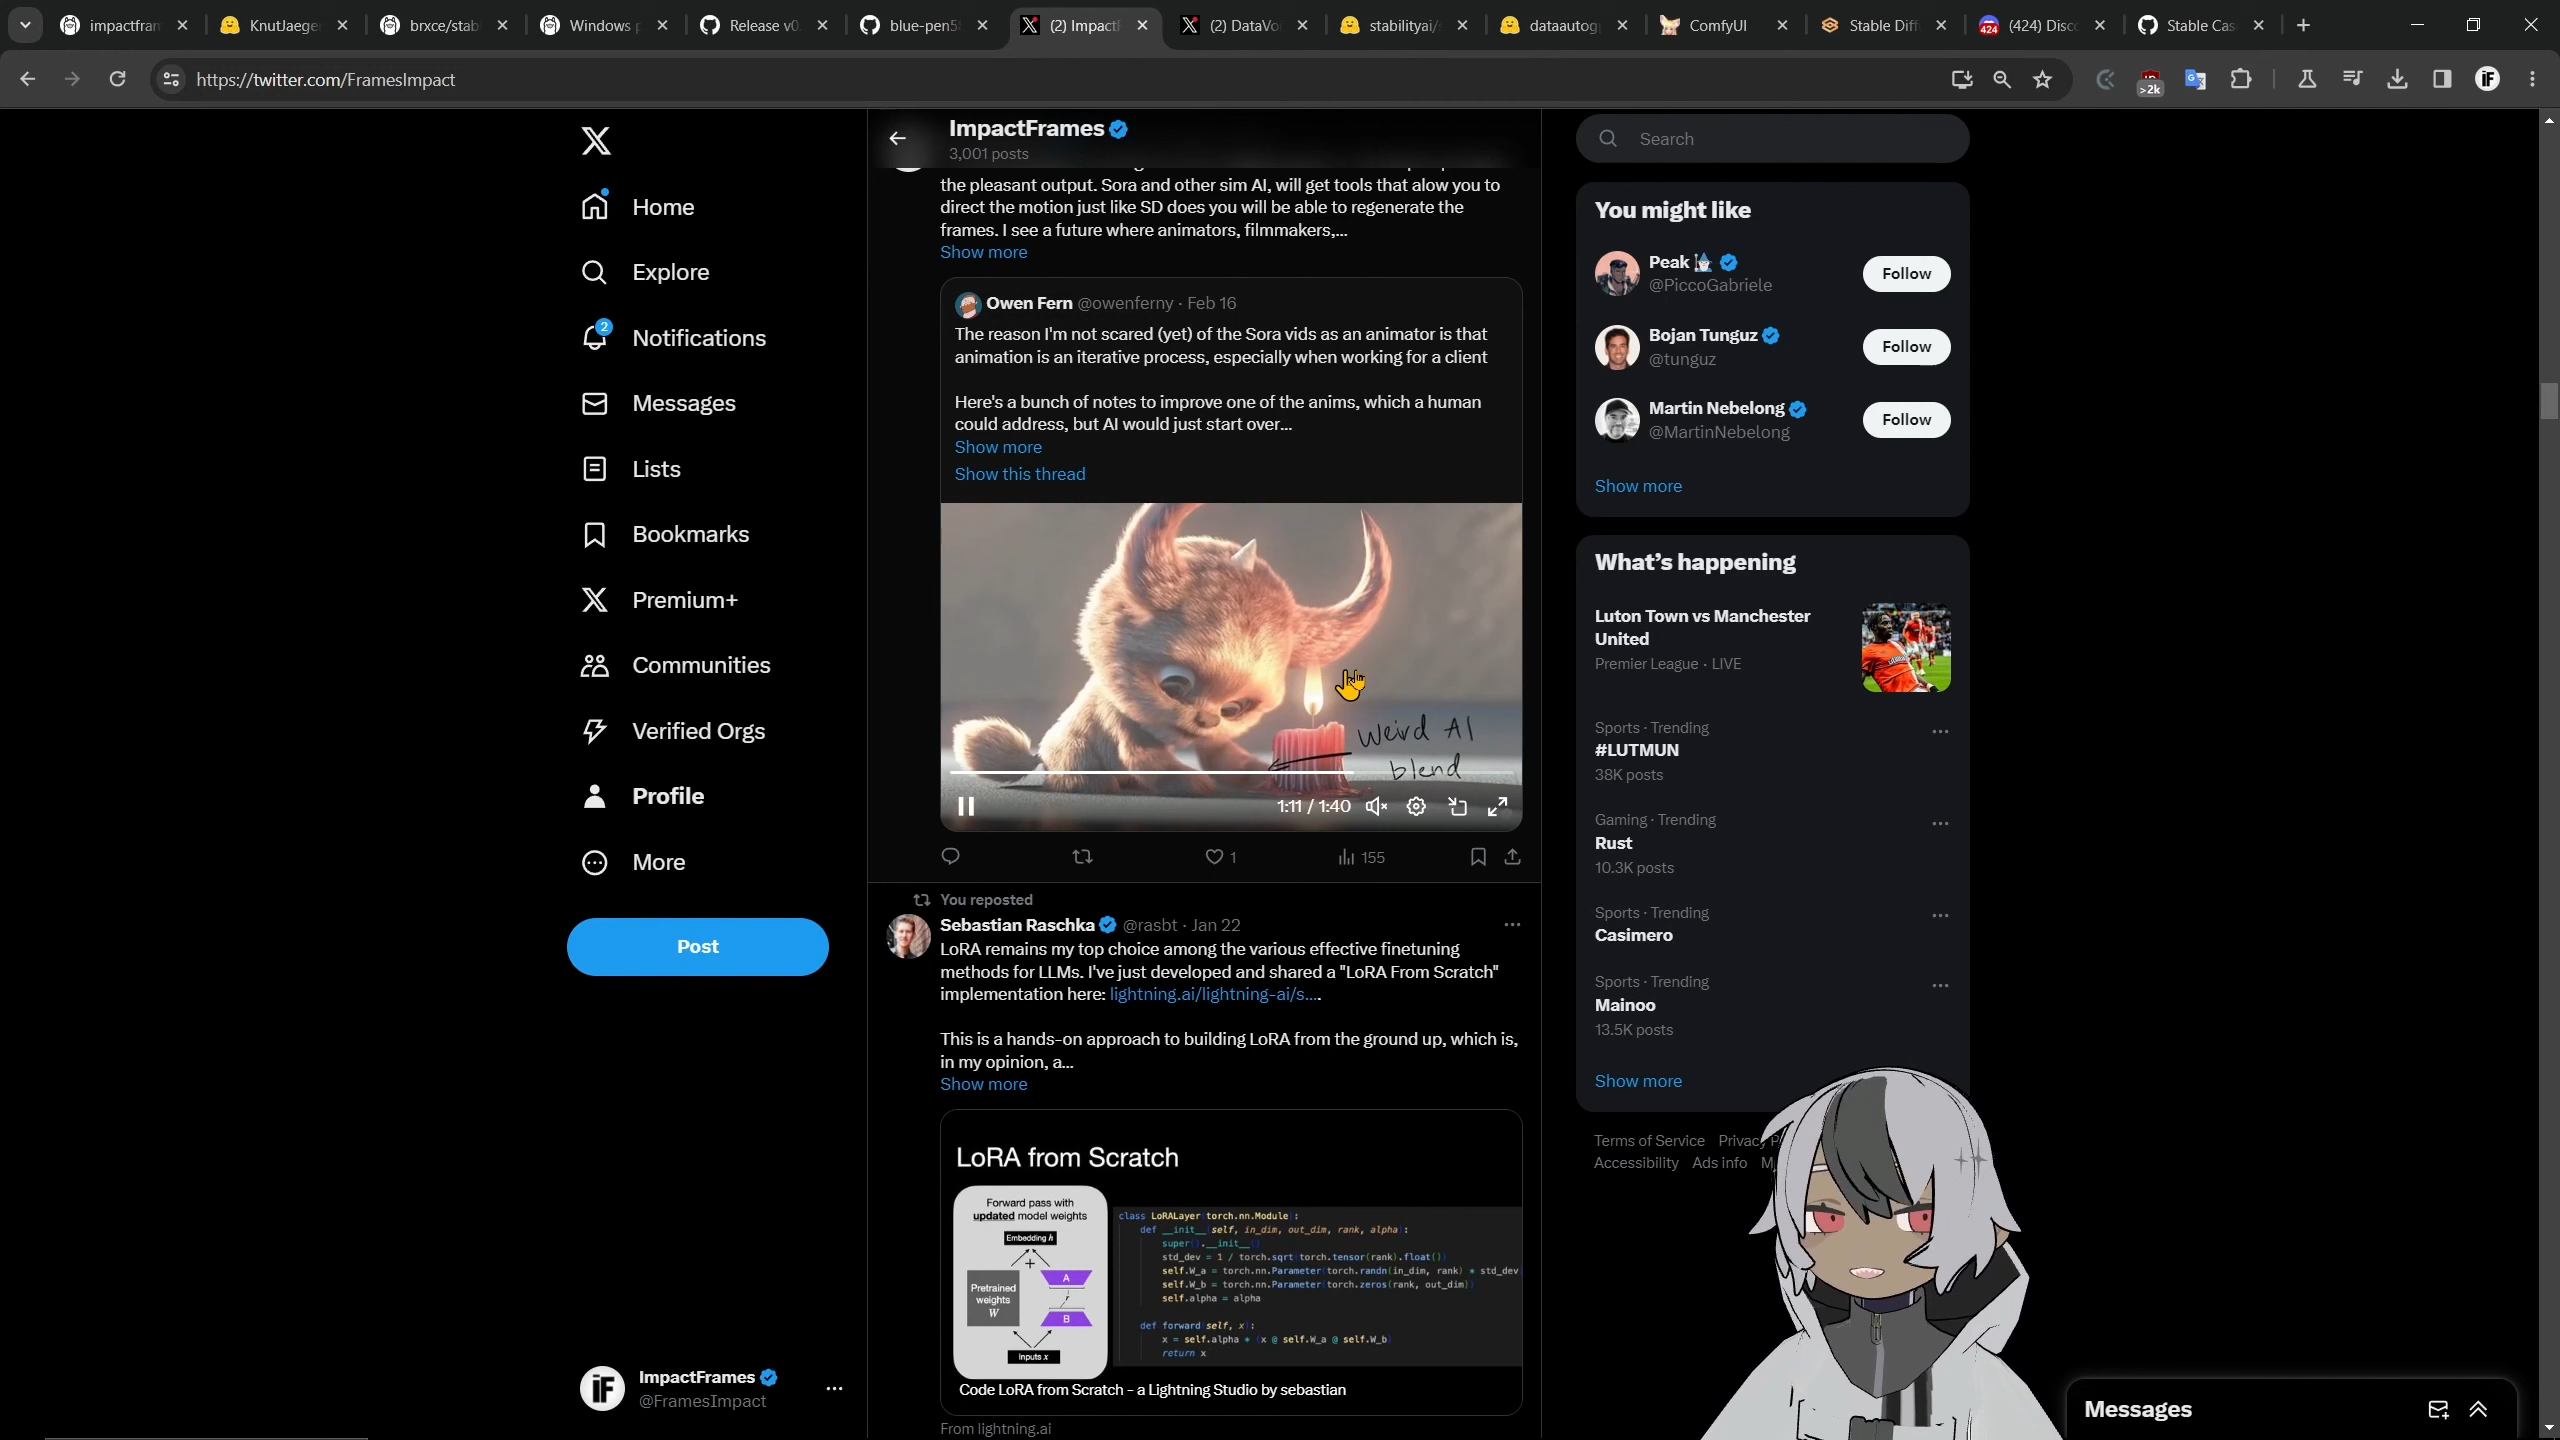 impactfran
KnutJaege
brxce/stab
Windows p
Release v0.
blue-pen5
(2) ImpactF
(2) DataVo
stabilityai/
dataautog
ComfyUI
Stable Diff
(424) Disc
Stable Cas
https://twitter.com/FramesImpact
>2k
iF
Home
Explore
2
Notifications
Messages
Lists
Bookmarks
Premium+
Communities
Verified Orgs
Profile
More
Post
iF
ImpactFrames
@FramesImpact
ImpactFrames
3,001 posts
the pleasant output. Sora and other sim AI, will get tools that alow you to
direct the motion just like SD does you will be able to regenerate the
frames. I see a future where animators, filmmakers,...
Show more
Owen Fern @owenferny · Feb 16
The reason I'm not scared (yet) of the Sora vids as an animator is that
animation is an iterative process, especially when working for a client
Here's a bunch of notes to improve one of the anims, which a human
could address, but AI would just start over...
Show more
Show this thread
Weird AI
blend
1:11 / 1:40
1
155
You reposted
Sebastian Raschka @rasbt · Jan 22
LoRA remains my top choice among the various effective finetuning
methods for LLMs. I've just developed and shared a "LoRA From Scratch"
implementation here: lightning.ai/lightning-ai/s....
This is a hands-on approach to building LoRA from the ground up, which is,
in my opinion, a...
Show more
LoRA from Scratch
Forward pass with
updated model weights
Embedding h
+
Pretrained
weights
W
A
r
B
Inputs x
class LoRALayer(torch.nn.Module):
def __init__(self, in_dim, out_dim, rank, alpha):
super().__init__()
std_dev = 1 / torch.sqrt(torch.tensor(rank).float())
self.W_a = torch.nn.Parameter(torch.randn(in_dim, rank) * std_dev
self.W_b = torch.nn.Parameter(torch.zeros(rank, out_dim))
self.alpha = alpha
def forward(self, x):
x = self.alpha * (x @ self.W_a @ self.W_b)
return x
Code LoRA from Scratch - a Lightning Studio by sebastian
From lightning.ai
Search
You might like
Peak
@PiccoGabriele
Follow
Bojan Tunguz
@tunguz
Follow
Martin Nebelong
@MartinNebelong
Follow
Show more
What's happening
Luton Town vs Manchester
United
Premier League · LIVE
Sports · Trending
#LUTMUN
38K posts
Gaming · Trending
Rust
10.3K posts
Sports · Trending
Casimero
Sports · Trending
Mainoo
13.5K posts
Show more
Terms of Service Privacy P
Accessibility Ads info M
Messages